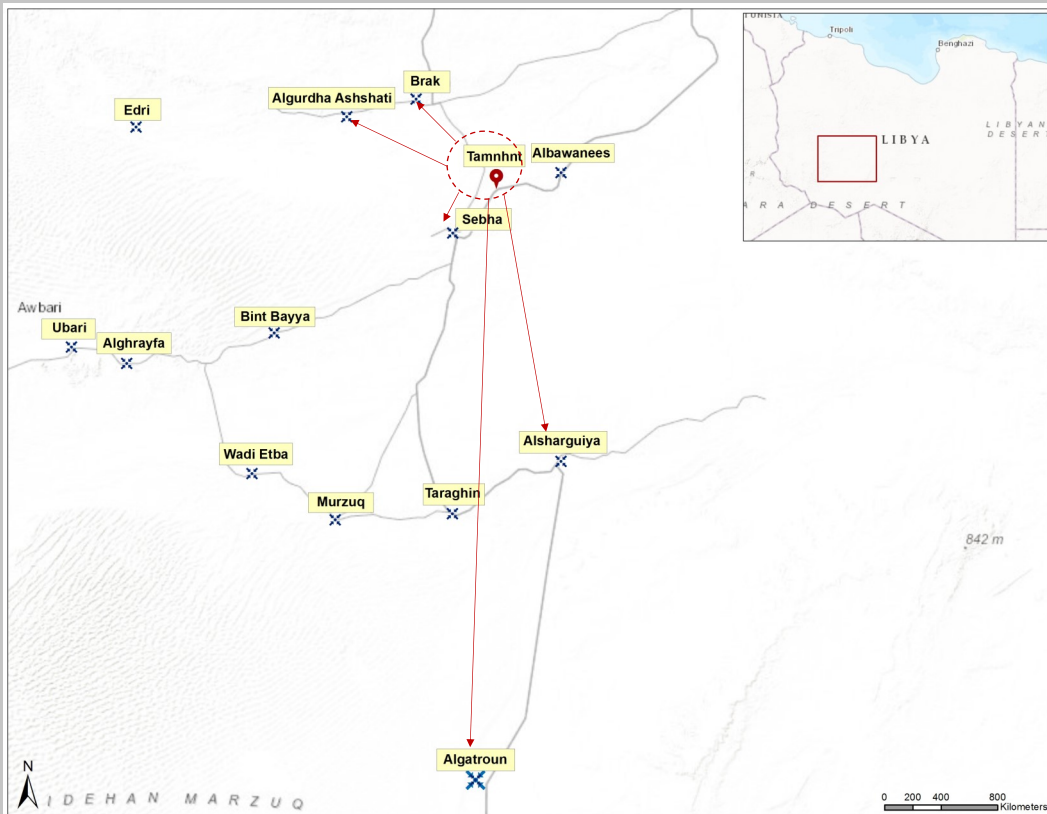 TUNISIA
Tripoli
Benghazi
LIBYAN
DESERT
LIBYA
ARA DESERT
Brak
Algurdha Ashshati
Edri
Tamnhnt
Albawanees
Sebha
Awbari
Bint Bayya
Ubari
Alghrayfa
Alsharguiya
Wadi Etba
Taraghin
Murzuq
842 m
Algatroun
N
IDEHAN MARZUQ
0 200 400 800
Kilometers